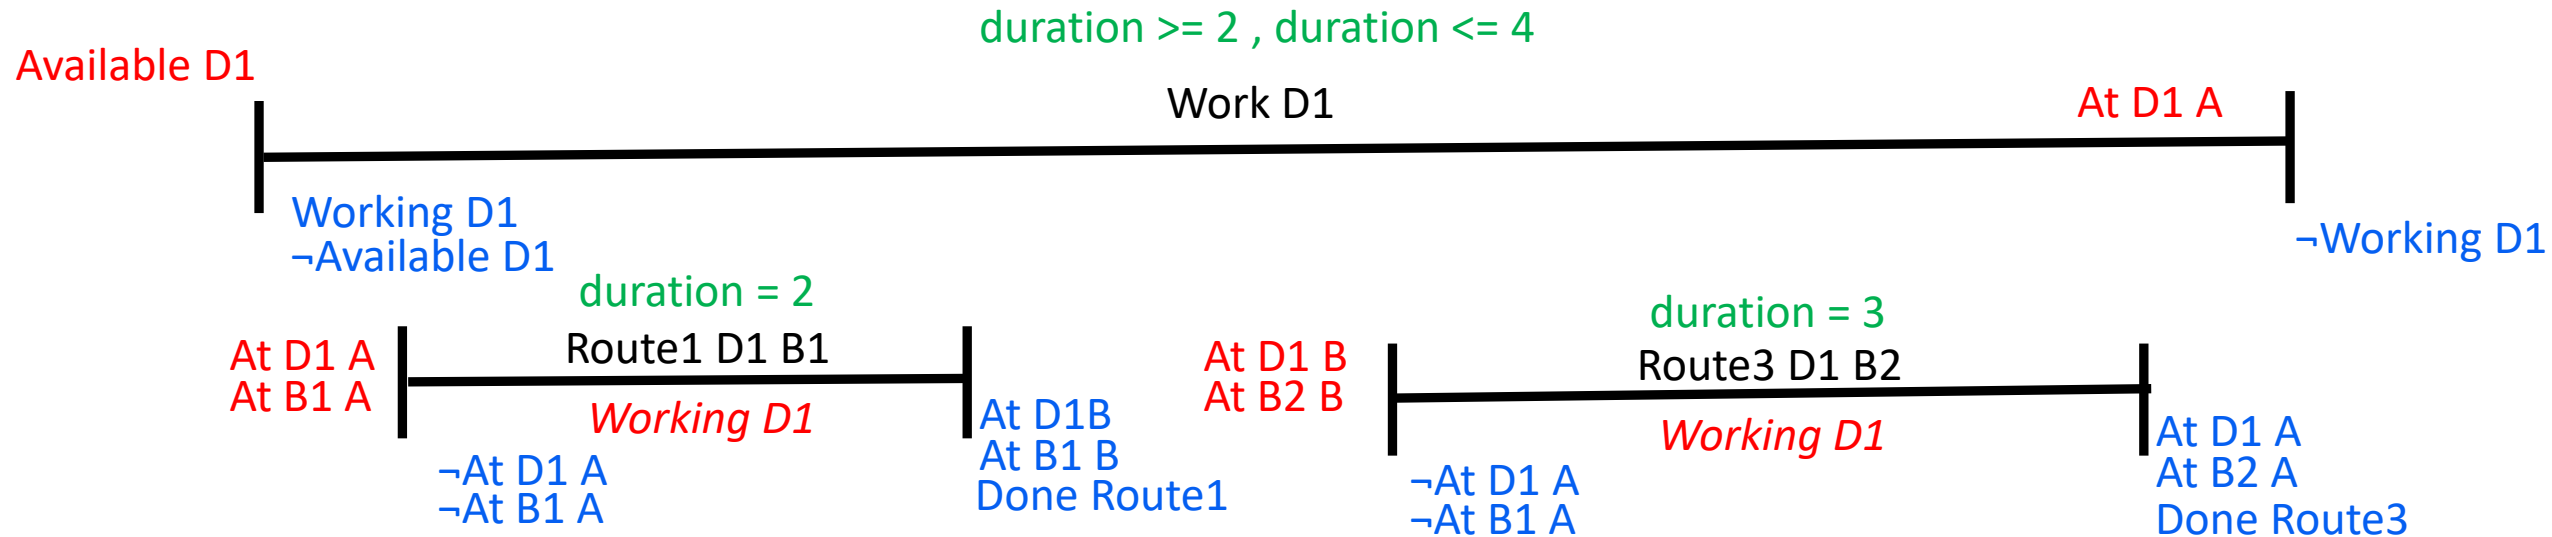 duration >= 2 , duration <= 4
Available D1
Work D1
At D1 A
Working D1
¬Available D1
¬Working D1
duration = 2
Route1 D1 B1
At D1 A
At B1 A
Working D1
¬At D1 A
¬At B1 A
At D1B
At B1 B
Done Route1
duration = 3
Route3 D1 B2
At D1 B
At B2 B
Working D1
¬At D1 A
¬At B1 A
At D1 A
At B2 A
Done Route3